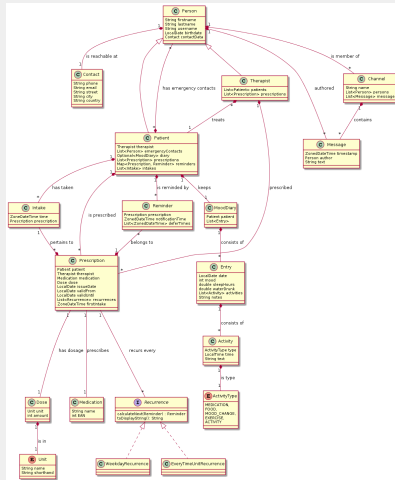 C Person
String firstname
String lastname
String username
LocalDate birthdate
Contact contactData
is reachable at
has emergency contacts
is member of
authored
C Contact
String phone
String email
String street
String city
String country
C Therapist
List<Patient> patients
List<Prescription> prescriptions
C Channel
String name
List<Person> persons
List<Message> messages
treats
contains
prescribed
C Message
ZonedDateTime timestamp
Person author
String text
C Patient
Therapist therapist
List<Person> emergencyContacts
Optional<MoodDiary> diary
List<Prescription> prescriptions
Map<Prescription, Reminder> reminders
List<Intake> intakes
has taken
is prescribed
is reminded by
keeps
C Intake
ZoneDateTime time
Prescription prescription
C Reminder
Prescription prescription
ZonedDateTime notificationTime
List<ZonedDateTime> deferTimes
C MoodDiary
Patient patient
List<Entry>
pertains to
belongs to
consists of
C Prescription
Patient patient
Therapist therapist
Medication medication
Dose dose
LocalDate issueDate
LocalDate validFrom
LocalDate validUntil
List<Recurrence> recurrences
ZoneDateTime firstIntake
C Entry
LocalDate date
int mood
double sleepHours
double waterDrunk
List<Activity> activities
String notes
consists of
has dosage
prescribes
recurs every
C Activity
ActivityType type
LocalTime time
String text
is type
C Dose
Unit unit
int amount
C Medication
String name
int EAN
I Recurrence
toDisplayString() : String
E ActivityType
MEDICATION,
FOOD,
MOOD_CHANGE,
EXERCISE,
ACTIVITY
is in
E Unit
String name
String shorthand
C WeekdayRecurrence
C EveryTimeUnitRecurrence